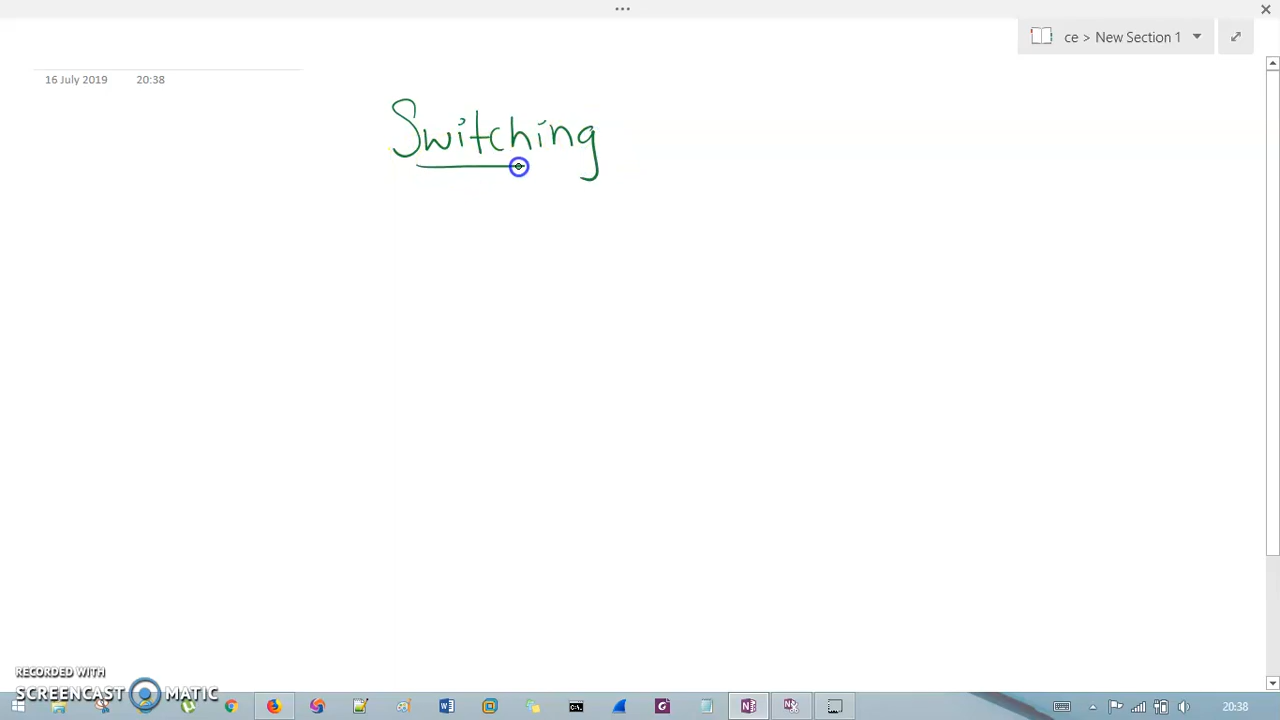 ce > New Section 1
16 July 2019 20:38
Switching
RECORDED WITH
SCREENCAST MATIC
20:38